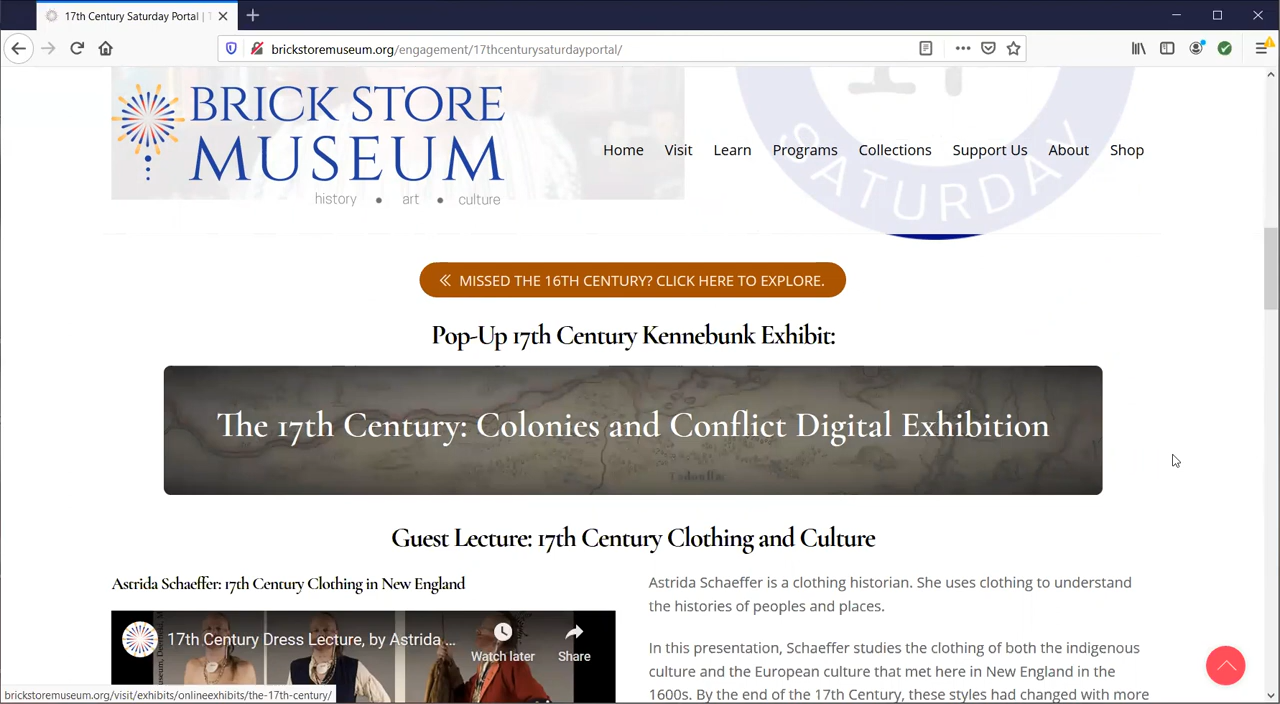 17th Century Saturday Portal | T
brickstoremuseum.org/engagement/17thcenturysaturdayportal/
BRICK STORE
MUSEUM
history • art • culture
SATURDAY
Home Visit Learn Programs Collections Support Us About Shop
MISSED THE 16TH CENTURY? CLICK HERE TO EXPLORE.
Pop-Up 17th Century Kennebunk Exhibit:
The 17th Century: Colonies and Conflict Digital Exhibition
Guest Lecture: 17th Century Clothing and Culture
Astrida Schaeffer: 17th Century Clothing in New England
17th Century Dress Lecture, by Astrida ...
Watch later
Share
Astrida Schaeffer is a clothing historian. She uses clothing to understand
the histories of peoples and places.
In this presentation, Schaeffer studies the clothing of both the indigenous
culture and the European culture that met here in New England in the
1600s. By the end of the 17th Century, these styles had changed with more
brickstoremuseum.org/visit/exhibits/onlineexhibits/the-17th-century/